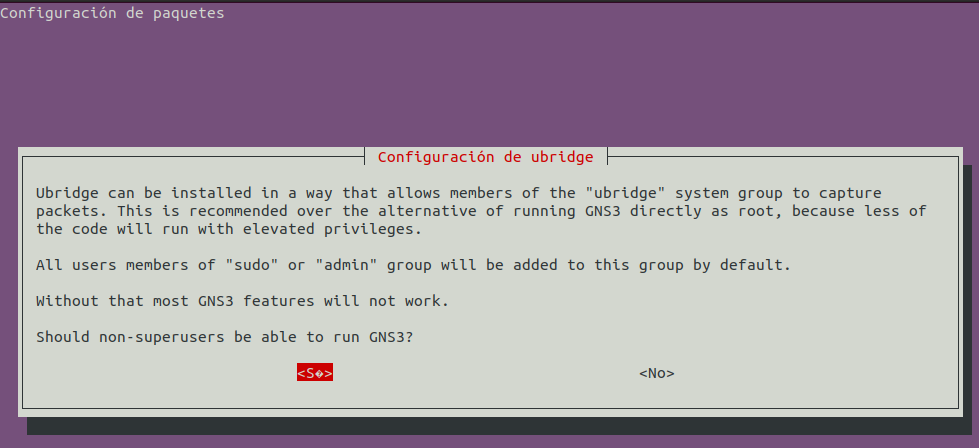 Configuración de paquetes
Configuración de ubridge
Ubridge can be installed in a way that allows members of the "ubridge" system group to capture
packets. This is recommended over the alternative of running GNS3 directly as root, because less of
the code will run with elevated privileges.
All users members of "sudo" or "admin" group will be added to this group by default.
Without that most GNS3 features will not work.
Should non-superusers be able to run GNS3?
<S�> <No>